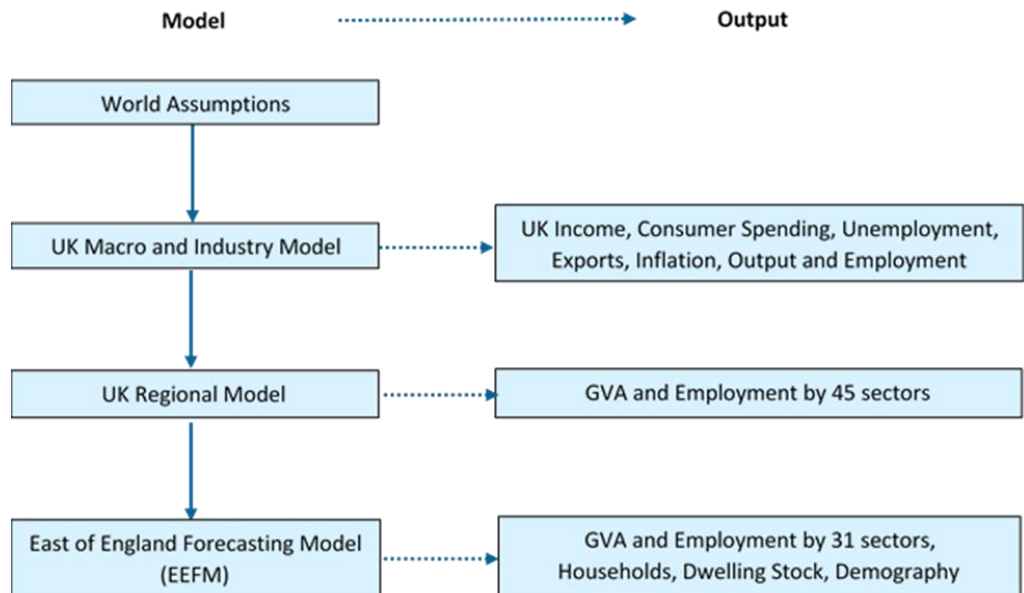 Model
Output
World Assumptions
UK Macro and Industry Model
UK Income, Consumer Spending, Unemployment,
Exports, Inflation, Output and Employment
UK Regional Model
GVA and Employment by 45 sectors
East of England Forecasting Model
(EEFM)
GVA and Employment by 31 sectors,
Households, Dwelling Stock, Demography